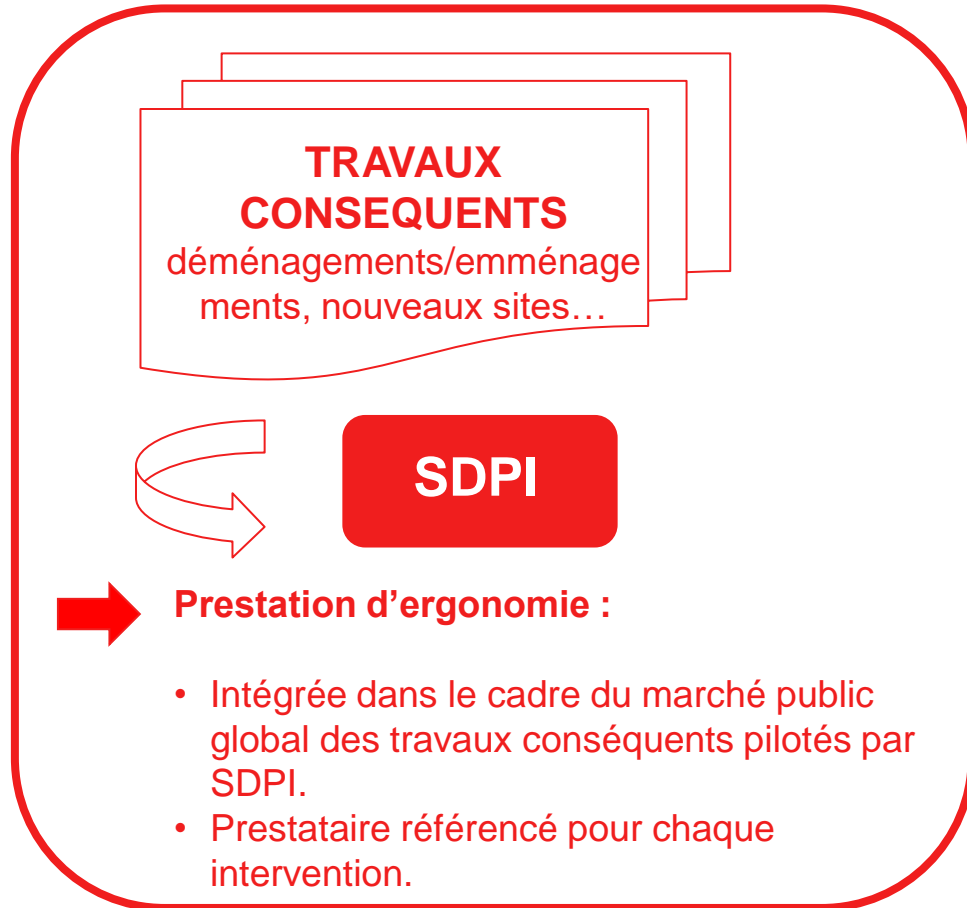 TRAVAUX
CONSEQUENTS
déménagements/emménage
ments, nouveaux sites…
SDPI
Prestation d'ergonomie :
• Intégrée dans le cadre du marché public
global des travaux conséquents pilotés par
SDPI.
• Prestataire référencé pour chaque
intervention.